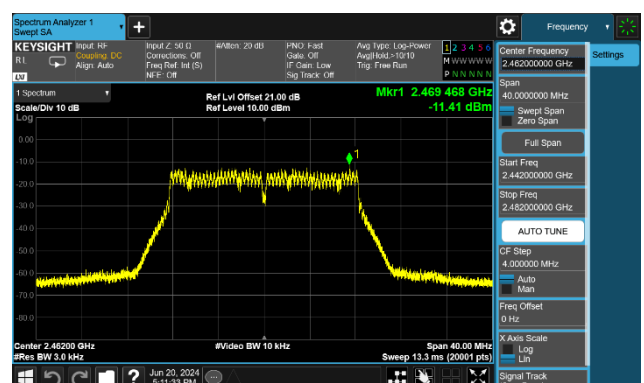 Spectrum Analyzer 1
Swept SA
+
Frequency
KEYSIGHT
RL
Input: RF
Coupling: DC
Align: Auto
Input Z: 50 Ω
Corrections: Off
Freq Ref: Int (S)
NFE: Off
#Atten: 20 dB
PNO: Fast
Gate: Off
IF Gain: Low
Sig Track: Off
Avg Type: Log-Power
Avg|Hold:>10/10
Trig: Free Run
1 2 3 4 5 6
M W W W W W
P N N N N N
LXI
1 Spectrum
Scale/Div 10 dB
Log
Ref Lvl Offset 21.00 dB
Ref Level 10.00 dBm
Mkr1 2.469 468 GHz
-11.41 dBm
1
0.00
-10.0
-20.0
-30.0
-40.0
-50.0
-60.0
-70.0
-80.0
Center 2.46200 GHz
#Res BW 3.0 kHz
#Video BW 10 kHz
Span 40.00 MHz
Sweep 13.3 ms (20001 pts)
Jun 20, 2024
5:11:33 PM
Center Frequency
2.462000000 GHz
Span
40.0000000 MHz
Swept Span
Zero Span
Full Span
Start Freq
2.442000000 GHz
Stop Freq
2.482000000 GHz
AUTO TUNE
CF Step
4.000000 MHz
Auto
Man
Freq Offset
0 Hz
X Axis Scale
Log
Lin
Signal Track
Settings